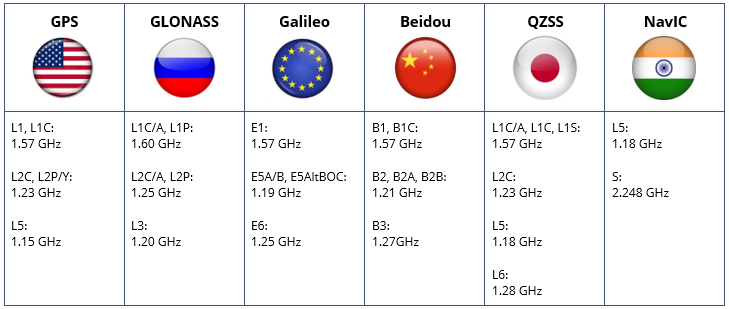 GPS
GLONASS
Galileo
Beidou
QZSS
NavIC
L1, L1C:
1.57 GHz
L2C, L2P/Y:
1.23 GHz
L5:
1.15 GHz
L1C/A, L1P:
1.60 GHz
L2C/A, L2P:
1.25 GHz
L3:
1.20 GHz
E1:
1.57 GHz
E5A/B, E5AltBOC:
1.19 GHz
E6:
1.25 GHz
B1, B1C:
1.57 GHz
B2, B2A, B2B:
1.21 GHz
B3:
1.27GHz
L1C/A, L1C, L1S:
1.57 GHz
L2C:
1.23 GHz
L5:
1.18 GHz
L6:
1.28 GHz
L5:
1.18 GHz
S:
2.248 GHz